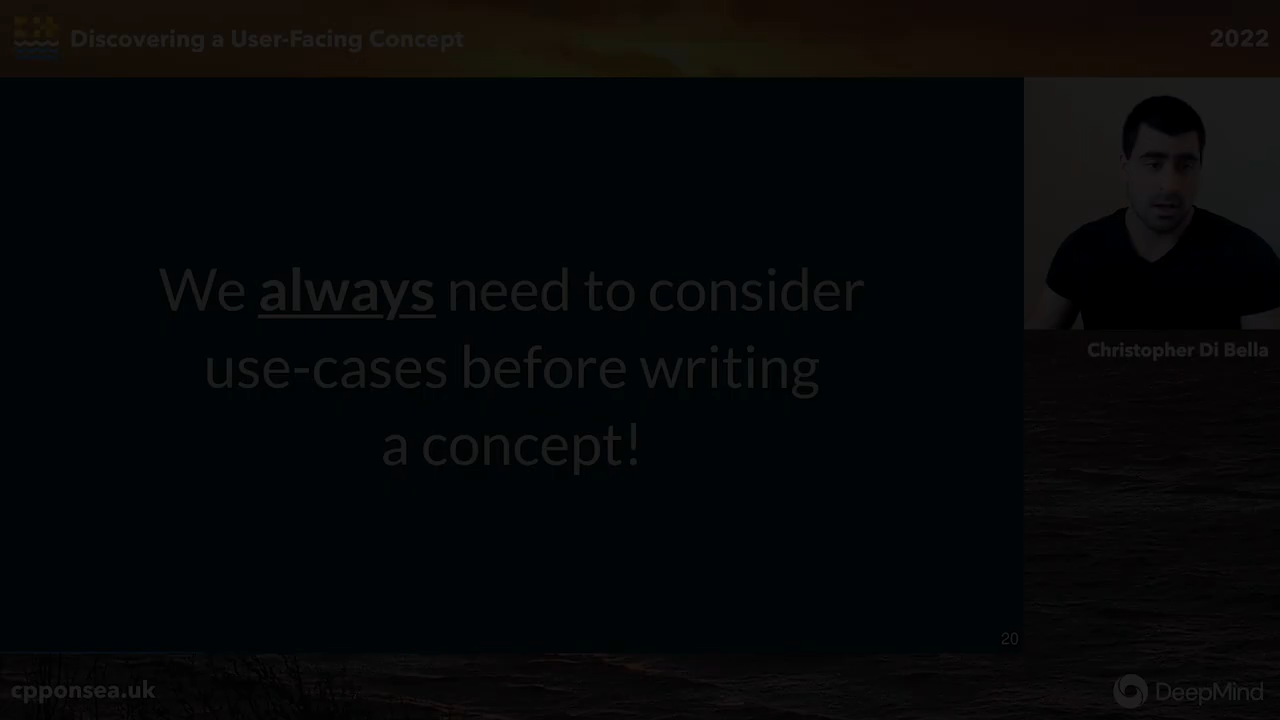 Discovering a User-Facing Concept
2022
We always need to consider
use-cases before writing
a concept!
Christopher Di Bella
20
cpponsea.uk
DeepMind